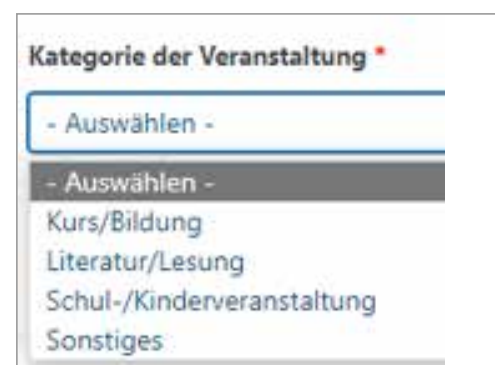 Kategorie der Veranstaltung *
- Auswählen -
- Auswählen -
Kurs/Bildung
Literatur/Lesung
Schul-/Kinderveranstaltung
Sonstiges